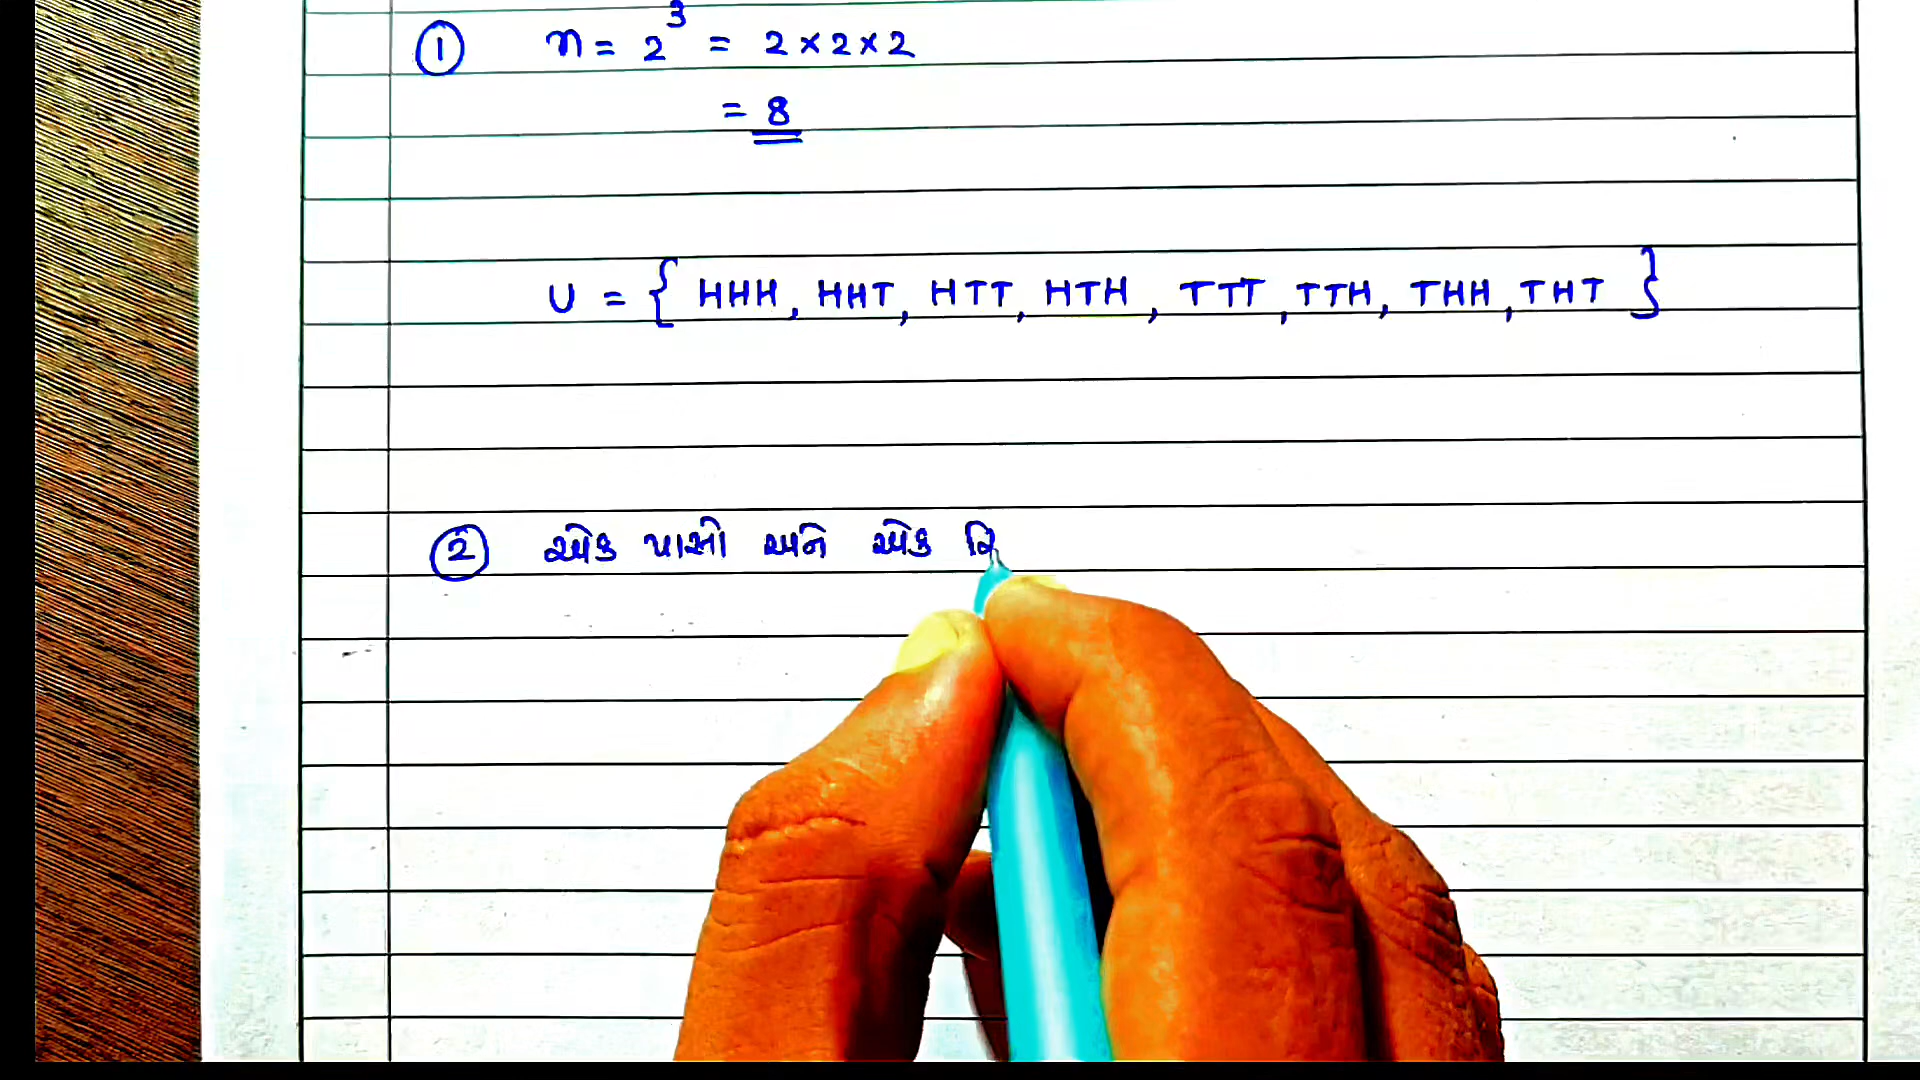 ① n = 2³ = 2 × 2 × 2
= 8
U = { HHH, HHT, HTT, HTH, TTT, TTH, THH, THT }
② એક પાસો અને એક